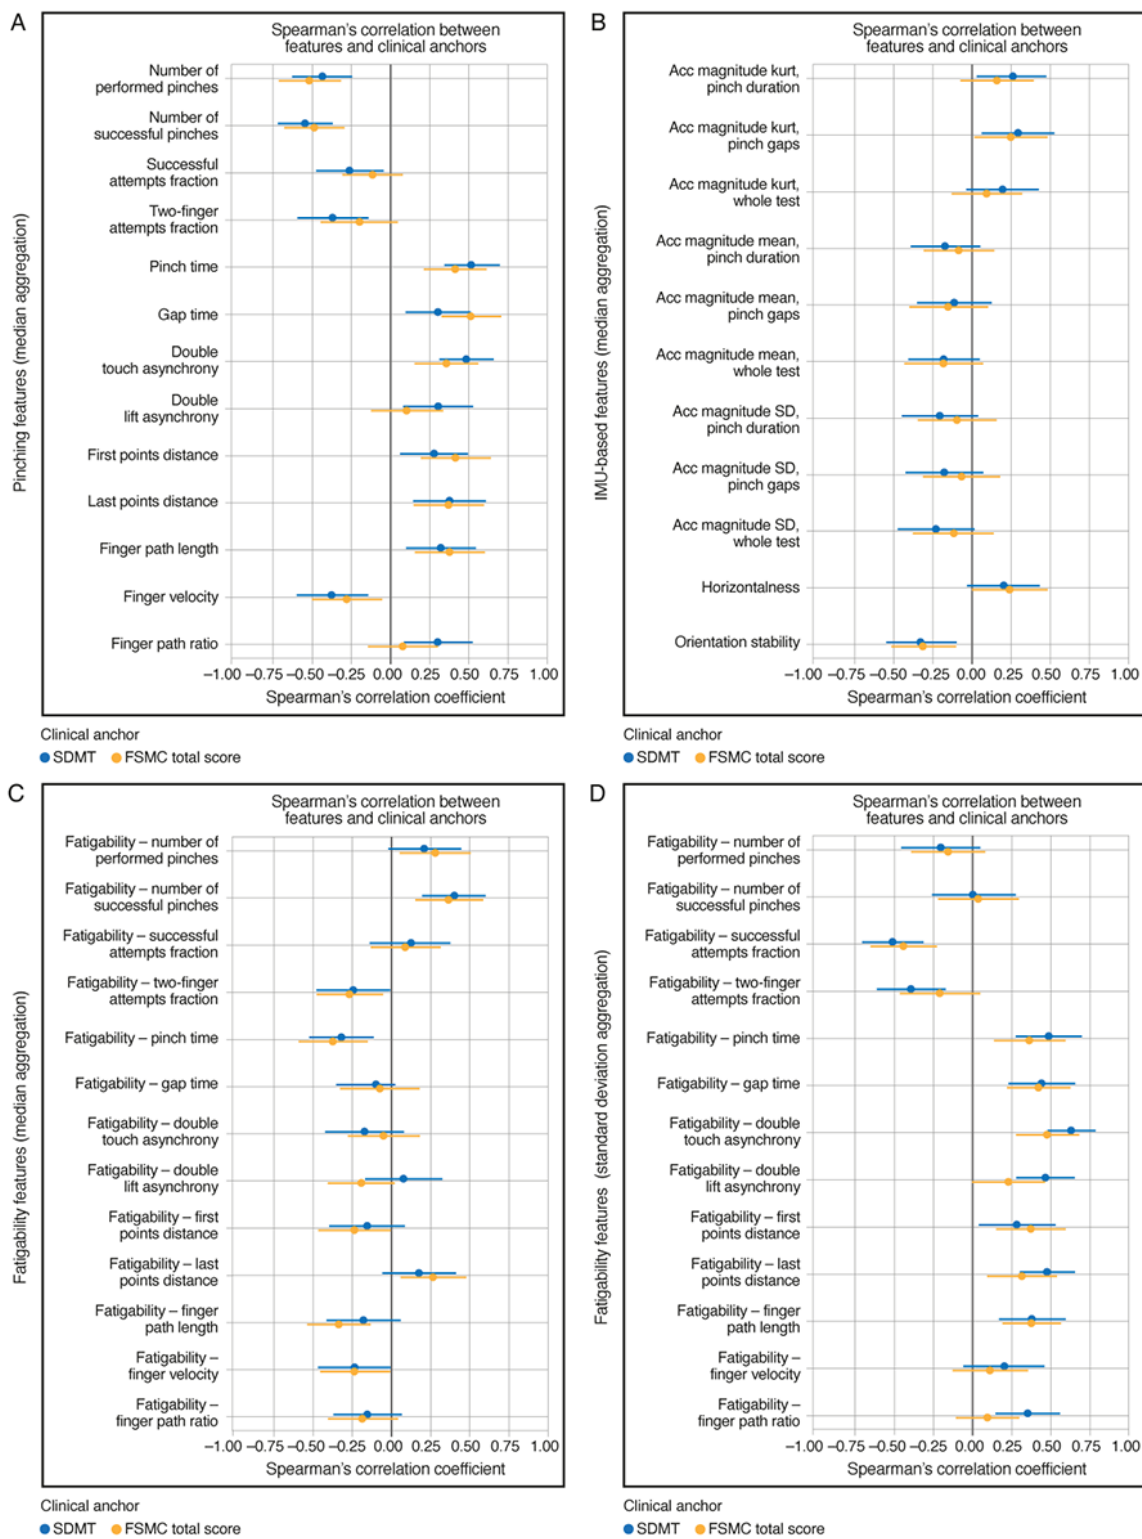 A
Spearman's correlation between
features and clinical anchors
Pinching features (median aggregation)
Number of
performed pinches
Number of
successful pinches
Successful
attempts fraction
Two-finger
attempts fraction
Pinch time
Gap time
Double
touch asynchrony
Double
lift asynchrony
First points distance
Last points distance
Finger path length
Finger velocity
Finger path ratio
−1.00 −0.75 −0.50 −0.25 0.00 0.25 0.50 0.75 1.00
Spearman's correlation coefficient
Clinical anchor
SDMT FSMC total score
B
Spearman's correlation between
features and clinical anchors
IMU-based features (median aggregation)
Acc magnitude kurt,
pinch duration
Acc magnitude kurt,
pinch gaps
Acc magnitude kurt,
whole test
Acc magnitude mean,
pinch duration
Acc magnitude mean,
pinch gaps
Acc magnitude mean,
whole test
Acc magnitude SD,
pinch duration
Acc magnitude SD,
pinch gaps
Acc magnitude SD,
whole test
Horizontalness
Orientation stability
−1.00 −0.75 −0.50 −0.25 0.00 0.25 0.50 0.75 1.00
Spearman's correlation coefficient
Clinical anchor
SDMT FSMC total score
C
Spearman's correlation between
features and clinical anchors
Fatigability features (median aggregation)
Fatigability – number of
performed pinches
Fatigability – number of
successful pinches
Fatigability – successful
attempts fraction
Fatigability – two-finger
attempts fraction
Fatigability – pinch time
Fatigability – gap time
Fatigability – double
touch asynchrony
Fatigability – double
lift asynchrony
Fatigability – first
points distance
Fatigability – last
points distance
Fatigability – finger
path length
Fatigability –
finger velocity
Fatigability –
finger path ratio
−1.00 −0.75 −0.50 −0.25 0.00 0.25 0.50 0.75 1.00
Spearman's correlation coefficient
Clinical anchor
SDMT FSMC total score
D
Spearman's correlation between
features and clinical anchors
Fatigability features (standard deviation aggregation)
Fatigability – number of
performed pinches
Fatigability – number of
successful pinches
Fatigability – successful
attempts fraction
Fatigability – two-finger
attempts fraction
Fatigability – pinch time
Fatigability – gap time
Fatigability – double
touch asynchrony
Fatigability – double
lift asynchrony
Fatigability – first
points distance
Fatigability – last
points distance
Fatigability – finger
path length
Fatigability –
finger velocity
Fatigability –
finger path ratio
−1.00 −0.75 −0.50 −0.25 0.00 0.25 0.50 0.75 1.00
Spearman's correlation coefficient
Clinical anchor
SDMT FSMC total score